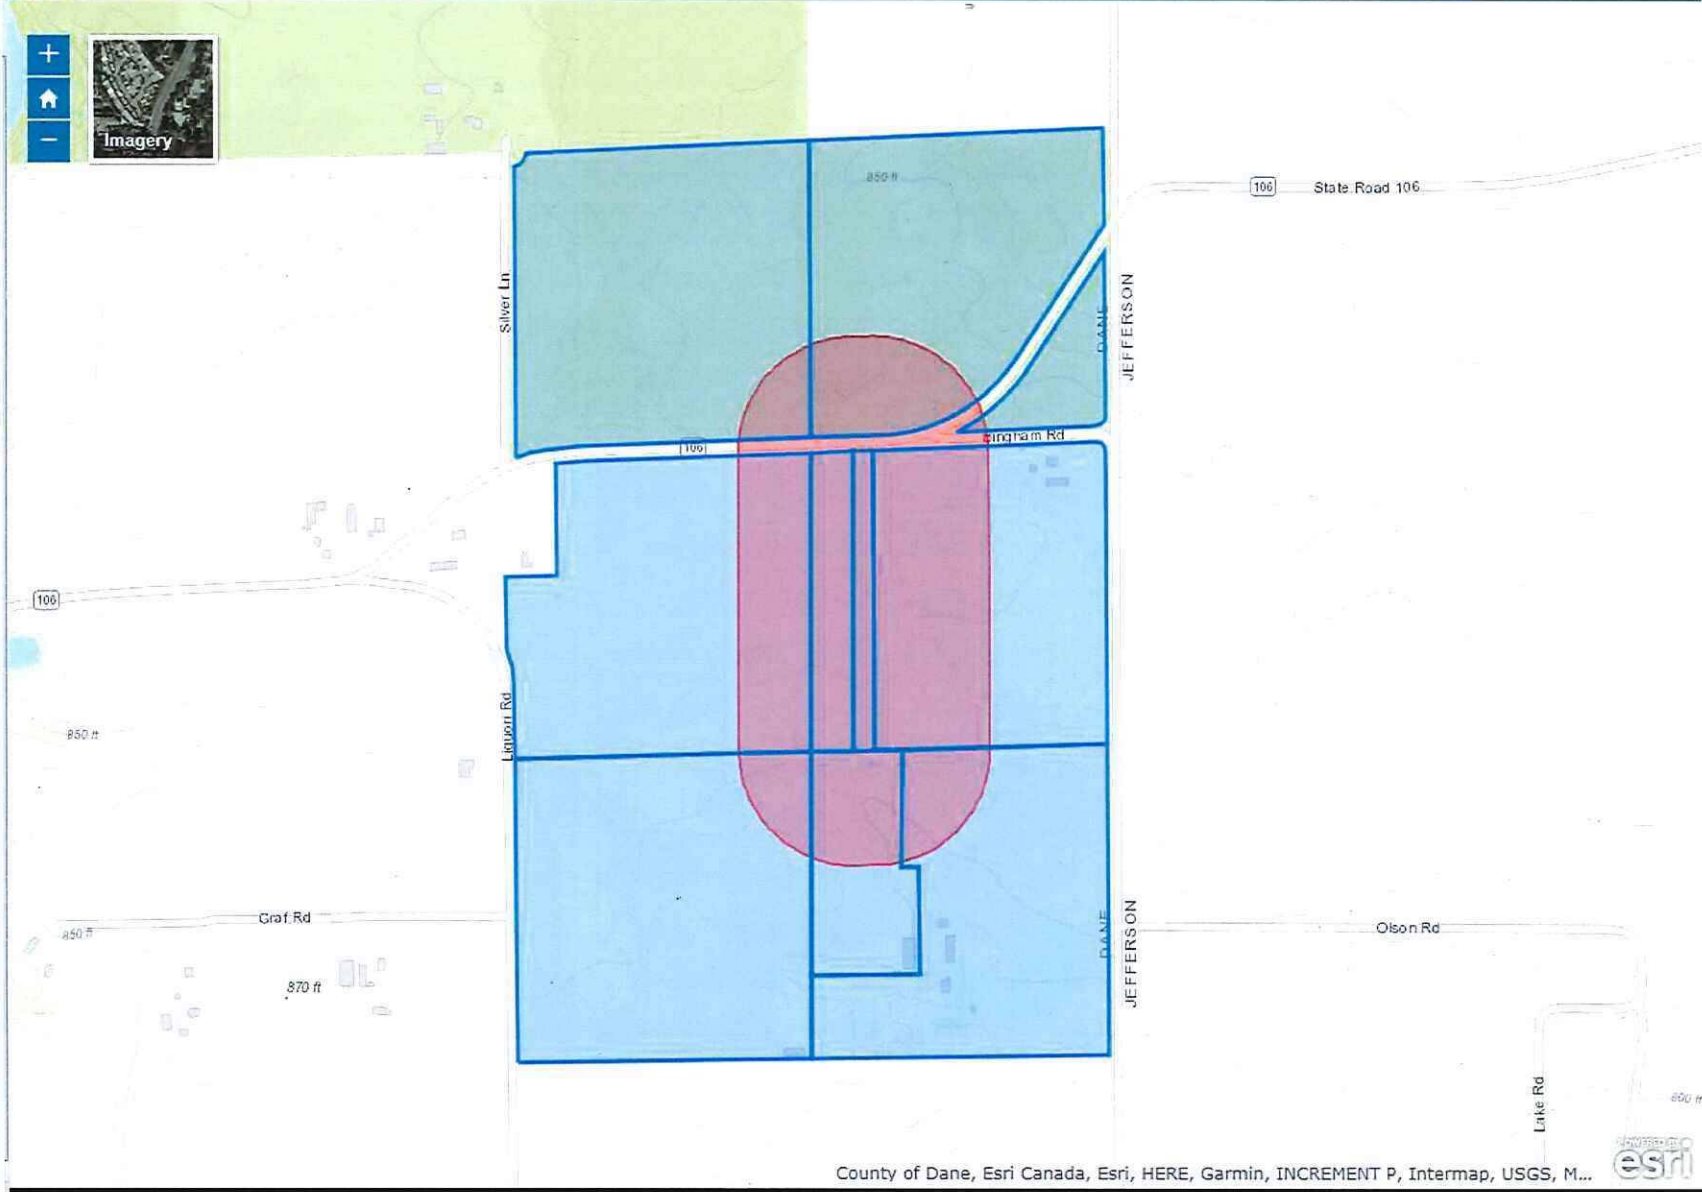 +
Imagery
−
850 ft
106
State Road 106
Silver Ln
DANE
JEFFERSON
106
Bingham Rd
106
Liguori Rd
850 ft
Graf Rd
850 ft
870 ft
DANE
JEFFERSON
Olson Rd
Lake Rd
County of Dane, Esri Canada, Esri, HERE, Garmin, INCREMENT P, Intermap, USGS, M...
POWERED BY
esri